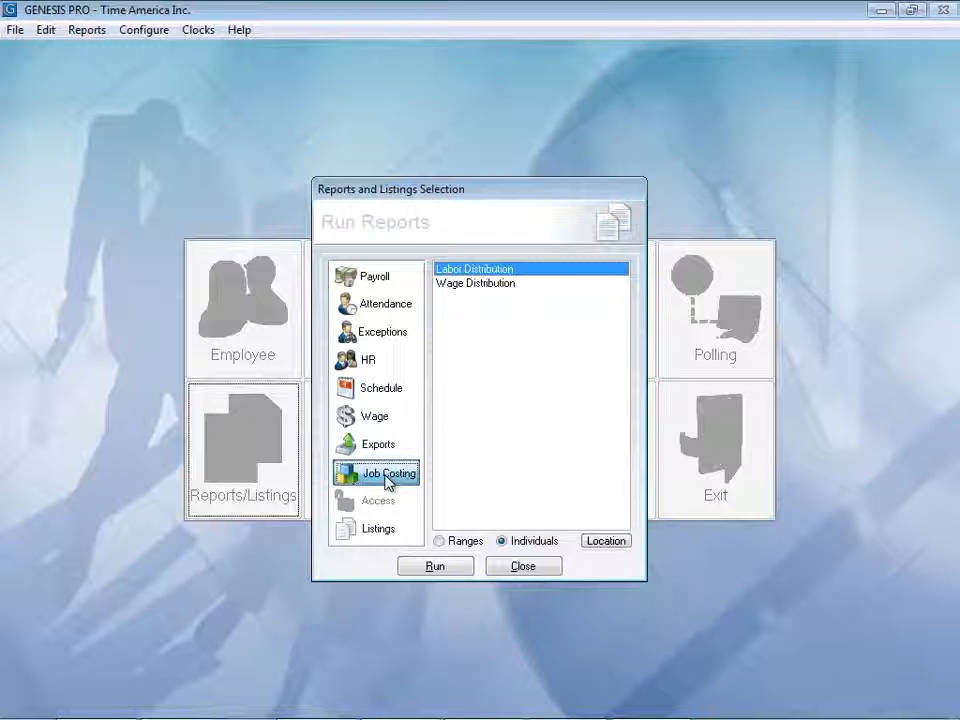 GENESIS PRO - Time America Inc.
File Edit Reports Configure Clocks Help
Reports and Listings Selection
Run Reports
Payroll
Attendance
Exceptions
HR
Schedule
Wage
Exports
Job Costing
Access
Listings
Labor Distribution
Wage Distribution
Ranges Individuals Location
Run Close
Employee
Reports/Listings
Polling
Exit